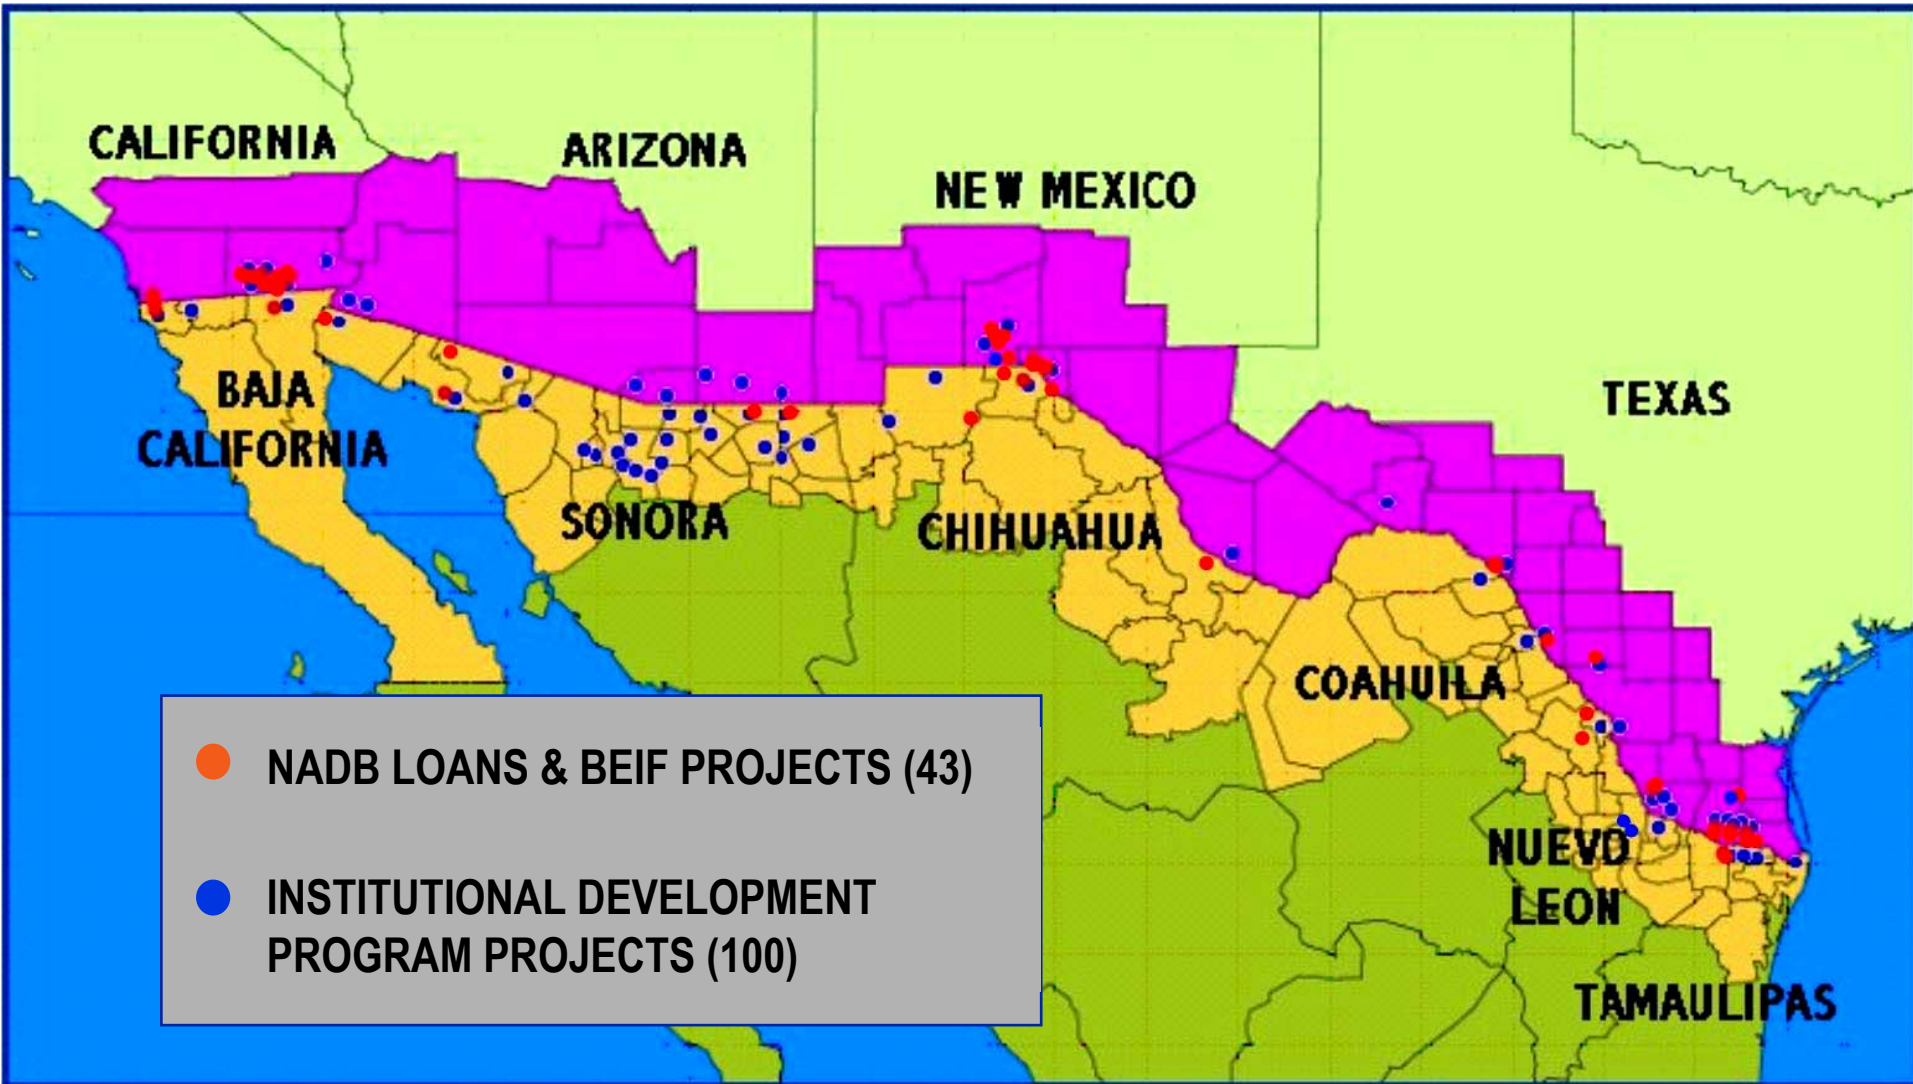 CALIFORNIA
ARIZONA
NEW MEXICO
TEXAS
BAJA
CALIFORNIA
SONORA
CHIHUAHUA
COAHUILA
NUEVO
LEON
TAMAULIPAS
NADB LOANS & BEIF PROJECTS (43)
INSTITUTIONAL DEVELOPMENT
PROGRAM PROJECTS (100)